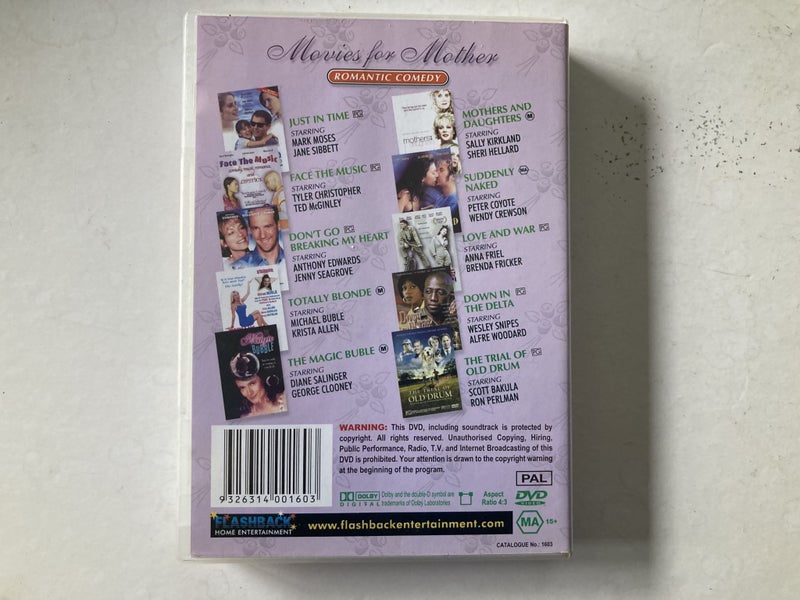 Movies for Mother
ROMANTIC COMEDY
JUST IN TIME PG
STARRING
MARK MOSES
JANE SIBBETT
FACE THE MUSIC PG
STARRING
TYLER CHRISTOPHER
TED McGINLEY
DON'T GO PG
BREAKING MY HEART
STARRING
ANTHONY EDWARDS
JENNY SEAGROVE
TOTALLY BLONDE M
STARRING
MICHAEL BUBLE
KRISTA ALLEN
THE MAGIC BUBLE M
STARRING
DIANE SALINGER
GEORGE CLOONEY
MOTHERS AND
DAUGHTERS M
STARRING
SALLY KIRKLAND
SHERI HELLARD
SUDDENLY MA
NAKED
STARRING
PETER COYOTE
WENDY CREWSON
LOVE AND WAR PG
STARRING
ANNA FRIEL
BRENDA FRICKER
DOWN IN PG
THE DELTA
STARRING
WESLEY SNIPES
ALFRE WOODARD
THE TRIAL OF PG
OLD DRUM
STARRING
SCOTT BAKULA
RON PERLMAN
Face The Music
THE TRIAL OF
OLD DRUM
WARNING: This DVD, including soundtrack is protected by
copyright. All rights reserved. Unauthorised Copying, Hiring,
Public Performance, Radio, T.V. and Internet Broadcasting of this
DVD is prohibited. Your attention is drawn to the copyright warning
at the beginning of the program.
9 326314 001603
DOLBY
DIGITAL
Dolby and the double-D symbol are
trademarks of Dolby Laboratories
Aspect
Ratio 4:3
PAL
DVD
VIDEO
MA 15+
FLASHBACK
HOME ENTERTAINMENT
www.flashbackentertainment.com
CATALOGUE No.: 1683